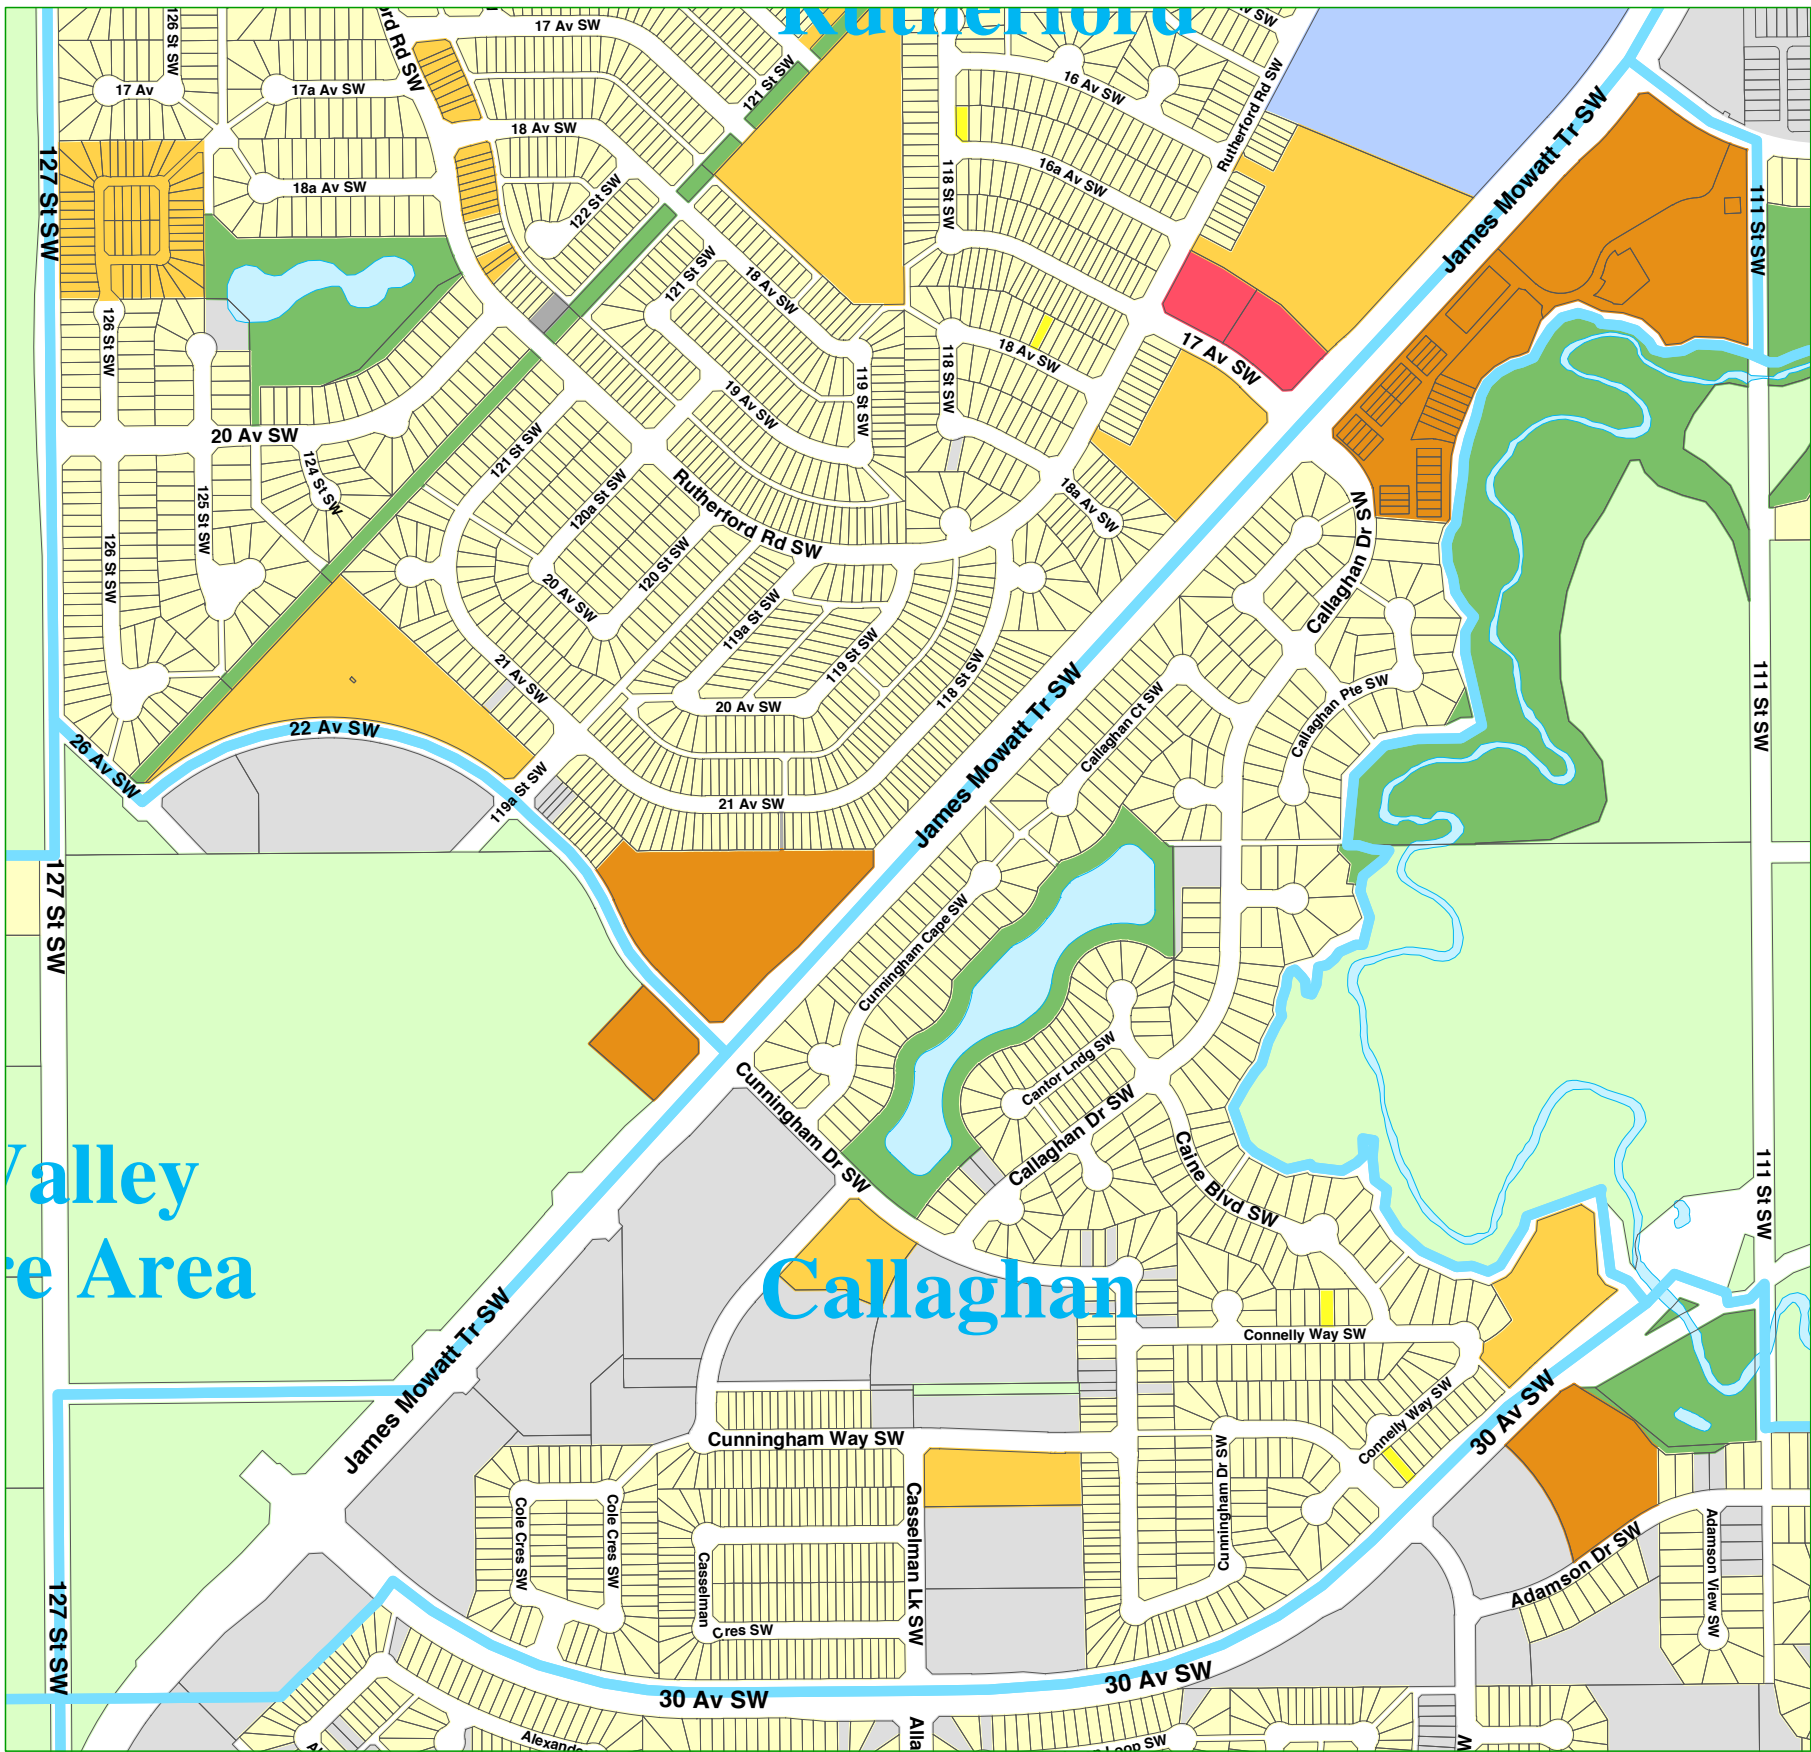 Rutherford
126 St SW
17 Av SW
17 Av
17a Av SW
121 St SW
16 Av SW
Rutherford Rd SW
18 Av SW
127 St SW
18a Av SW
122 St SW
118 St SW
16a Av SW
James Mowatt Tr SW
111 St SW
121 St SW
18 Av SW
126 St SW
18 Av SW
17 Av SW
118 St SW
119 St SW
19 Av SW
20 Av SW
124 St SW
125 St SW
121 St SW
120a St SW
Rutherford Rd SW
18a Av SW
Callaghan Dr SW
126 St SW
20 Av SW
120 St SW
119a St SW
119 St SW
118 St SW
21 Av SW
20 Av SW
James Mowatt Tr SW
Callaghan Ct SW
Callaghan Pte SW
111 St SW
22 Av SW
26 Av SW
119a St SW
21 Av SW
127 St SW
Cunningham Cape SW
Cantor Lndg SW
Cunningham Dr SW
Callaghan Dr SW
Caine Blvd SW
111 St SW
Valley
re Area
Callaghan
James Mowatt Tr SW
Connelly Way SW
Connelly Way SW
30 Av SW
Cunningham Way SW
Cole Cres SW
Cole Cres SW
Casselman
Cres SW
Casselman Lk SW
Cunningham Dr SW
Adamson Dr SW
Adamson View SW
127 St SW
30 Av SW
30 Av SW
Alexande
Alla
Loop SW
W